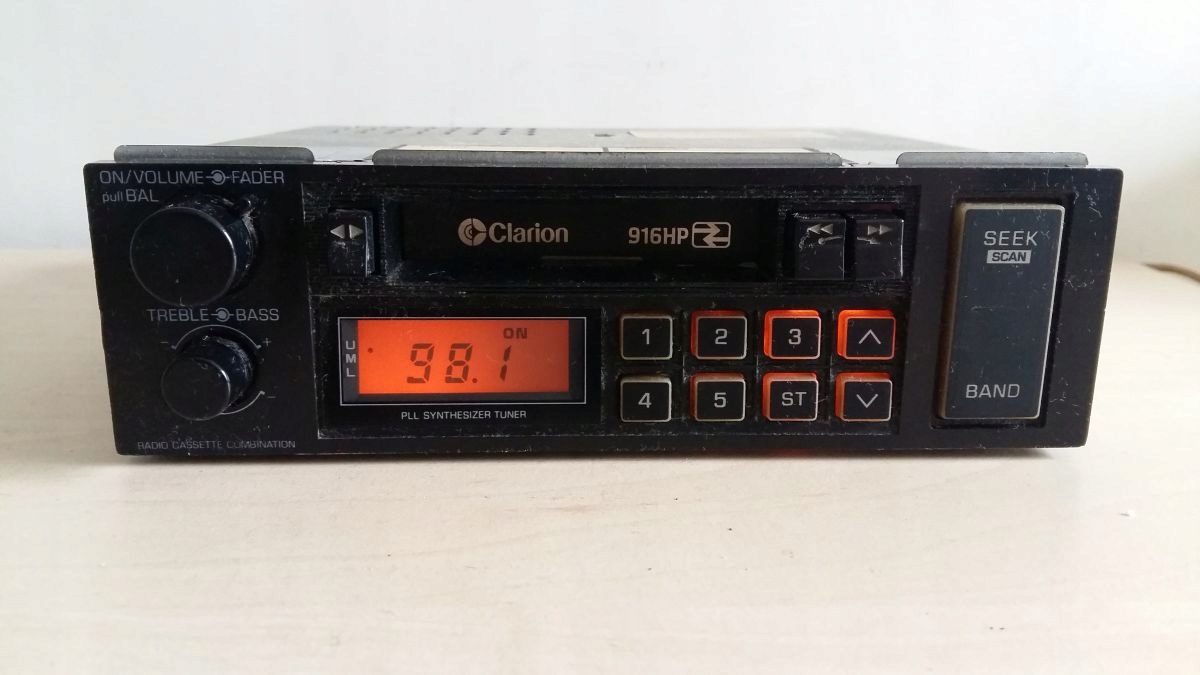 ON/VOLUME FADER
pull BAL
Clarion 916HP
SEEK
SCAN
TREBLE BASS
- +
- -
U
M
L
ON
98.1
1 2 3
4 5 ST
BAND
PLL SYNTHESIZER TUNER
RADIO CASSETTE COMBINATION